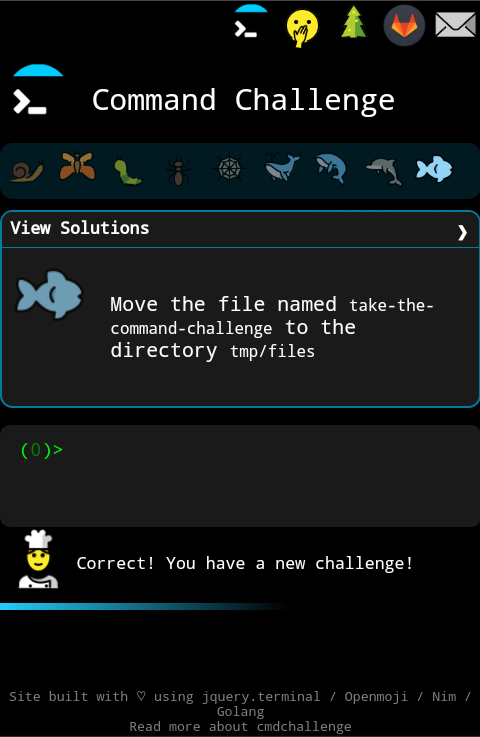 Command Challenge
View Solutions ❯
Move the file named take-the-
command-challenge to the
directory tmp/files
(0)>
Correct! You have a new challenge!
Site built with ♡ using jquery.terminal / Openmoji / Nim /
Golang
Read more about cmdchallenge